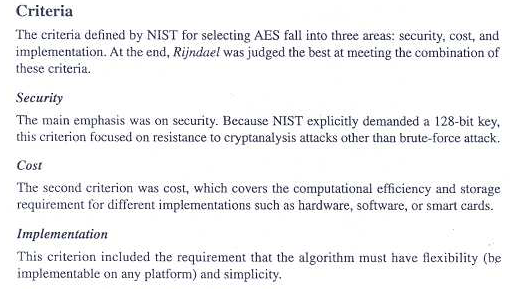 Criteria
The criteria defined by NIST for selecting AES fall into three areas: security, cost, and
implementation. At the end, Rijndael was judged the best at meeting the combination of
these criteria.
Security
The main emphasis was on security. Because NIST explicitly demanded a 128-bit key,
this criterion focused on resistance to cryptanalysis attacks other than brute-force attack.
Cost
The second criterion was cost, which covers the computational efficiency and storage
requirement for different implementations such as hardware, software, or smart cards.
Implementation
This criterion included the requirement that the algorithm must have flexibility (be
implementable on any platform) and simplicity.